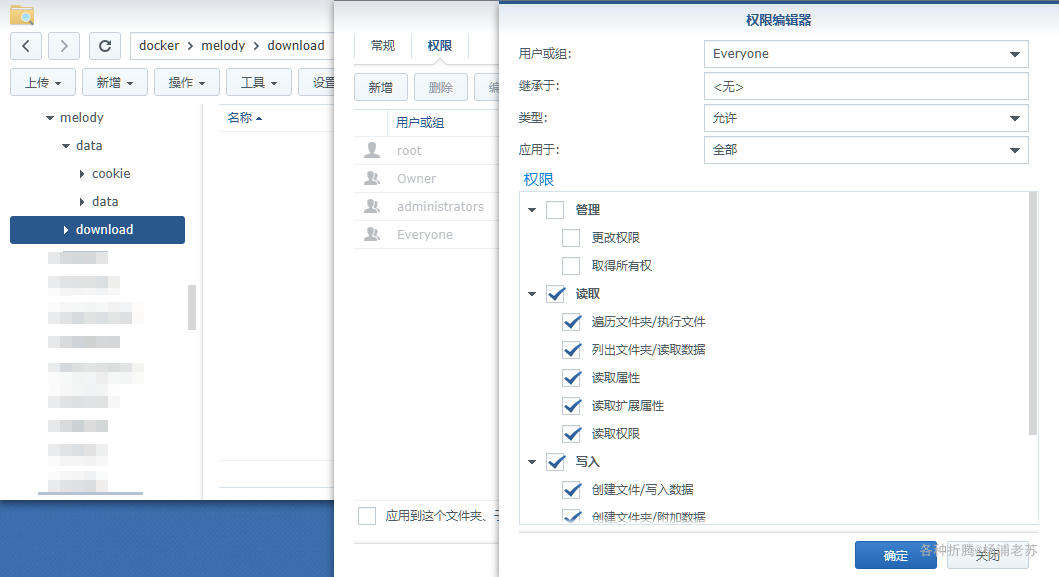 docker > melody > download
上传 新增 操作 工具 设置
melody
data
cookie
data
download
名称
常规 权限
新增 删除 编
用户或组
root
Owner
administrators
Everyone
应用到这个文件夹、子
权限编辑器
用户或组: Everyone
继承于: <无>
类型: 允许
应用于: 全部
权限
管理
更改权限
取得所有权
读取
遍历文件夹/执行文件
列出文件夹/读取数据
读取属性
读取扩展属性
读取权限
写入
创建文件/写入数据
创建文件夹/附加数据
确定 关闭
各种折腾@杨浦老苏